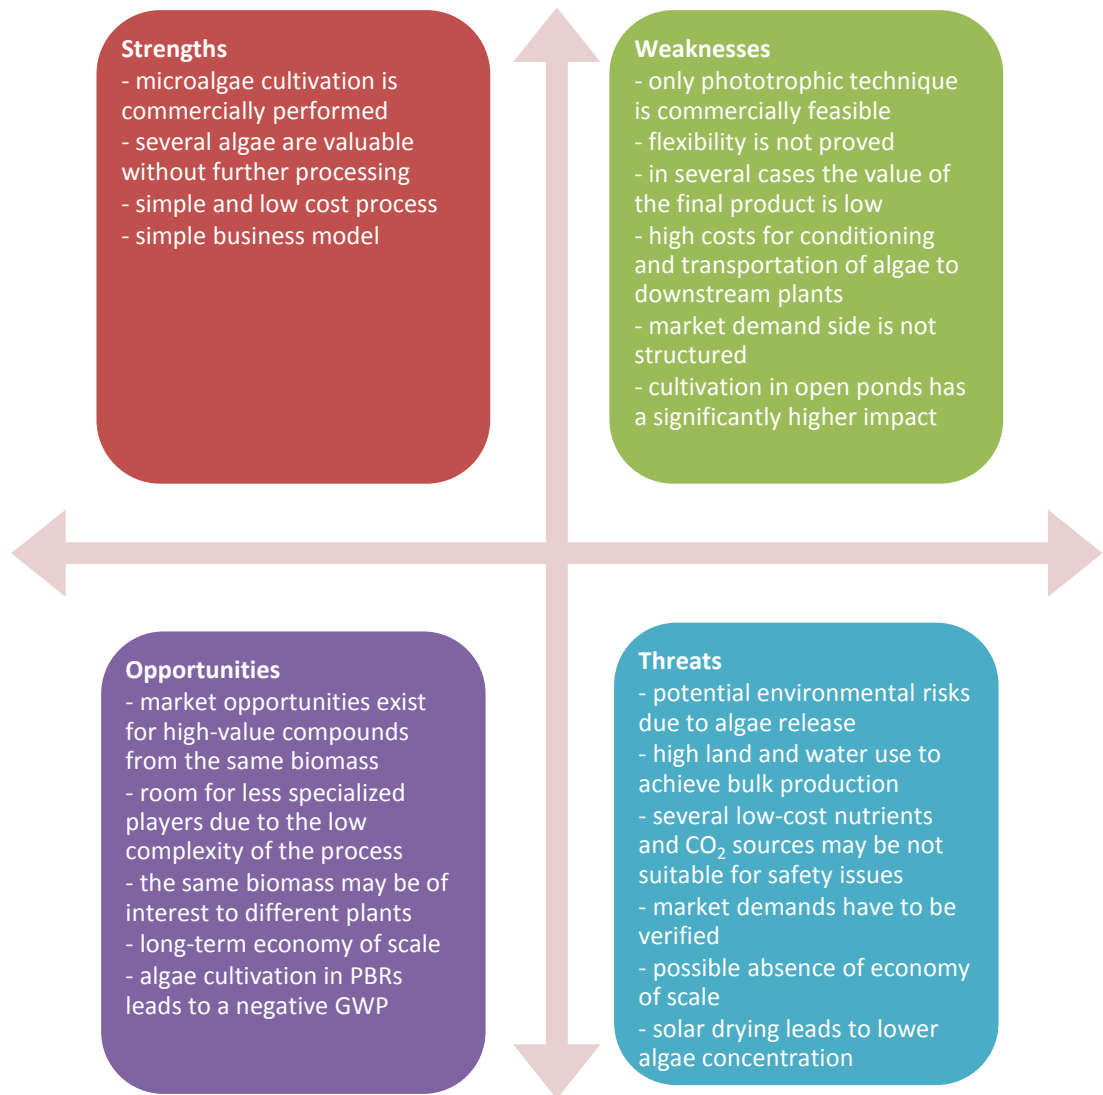 Strengths
- microalgae cultivation is
commercially performed
- several algae are valuable
without further processing
- simple and low cost process
- simple business model
Weaknesses
- only phototrophic technique
is commercially feasible
- flexibility is not proved
- in several cases the value of
the final product is low
- high costs for conditioning
and transportation of algae to
downstream plants
- market demand side is not
structured
- cultivation in open ponds has
a significantly higher impact
Opportunities
- market opportunities exist
for high-value compounds
from the same biomass
- room for less specialized
players due to the low
complexity of the process
- the same biomass may be of
interest to different plants
- long-term economy of scale
- algae cultivation in PBRs
leads to a negative GWP
Threats
- potential environmental risks
due to algae release
- high land and water use to
achieve bulk production
- several low-cost nutrients
and CO₂ sources may be not
suitable for safety issues
- market demands have to be
verified
- possible absence of economy
of scale
- solar drying leads to lower
algae concentration